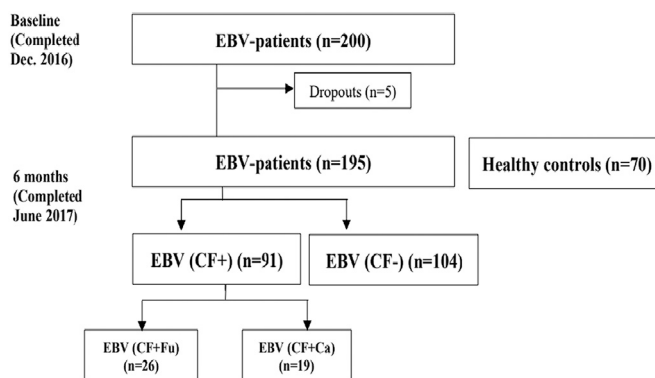 Baseline
(Completed
Dec. 2016)
EBV-patients (n=200)
Dropouts (n=5)
EBV-patients (n=195)
Healthy controls (n=70)
6 months
(Completed
June 2017)
EBV (CF+) (n=91)
EBV (CF-) (n=104)
EBV (CF+Fu)
(n=26)
EBV (CF+Ca)
(n=19)